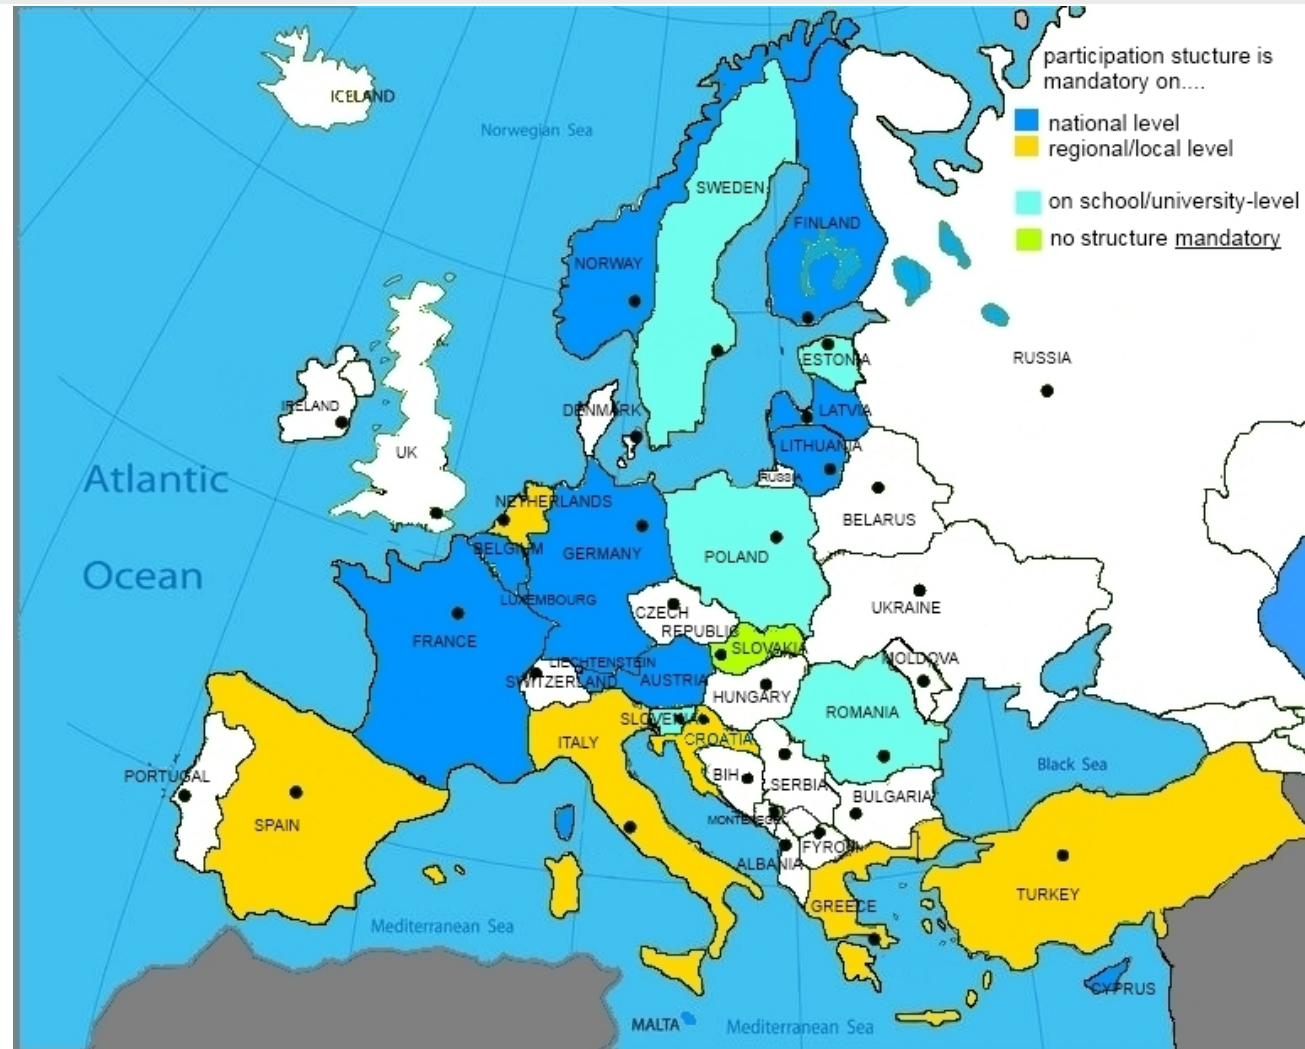 participation stucture is
mandatory on....
national level
regional/local level
on school/university-level
no structure mandatory
ICELAND
Norwegian Sea
SWEDEN
FINLAND
NORWAY
ESTONIA
RUSSIA
IRELAND
DENMARK
LATVIA
UK
LITHUANIA
RUSSIA
Atlantic
Ocean
NETHERLANDS
BELARUS
BELGIUM
GERMANY
POLAND
LUXEMBOURG
UKRAINE
CZECH
REPUBLIC
FRANCE
SLOVAKIA
LIECHTENSTEIN
MOLDOVA
SWITZERLAND
AUSTRIA
HUNGARY
ROMANIA
SLOVENIA
CROATIA
ITALY
Black Sea
PORTUGAL
BIH
SERBIA
BULGARIA
SPAIN
FYROM
ALBANIA
TURKEY
GREECE
Mediterranean Sea
CYPRUS
MALTA
Mediterranean Sea